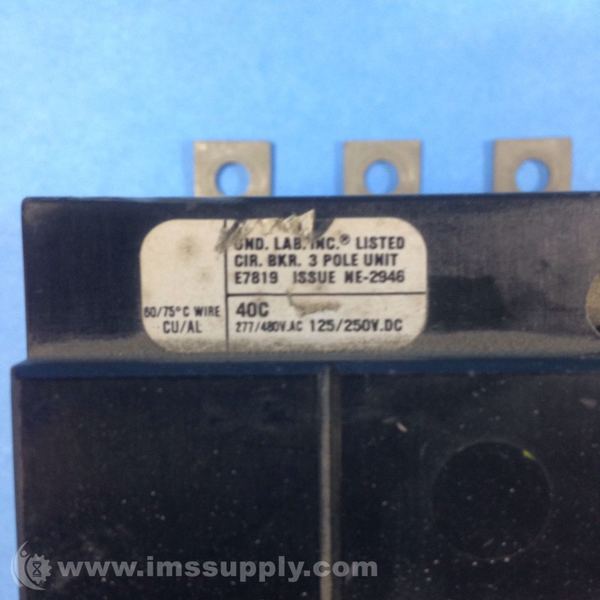 UND. LAB. INC.® LISTED
CIR. BKR. 3 POLE UNIT
E7819 ISSUE NE-2946
60/75°C WIRE
CU/AL
40C
277/480V.AC 125/250V.DC
www.imssupply.com